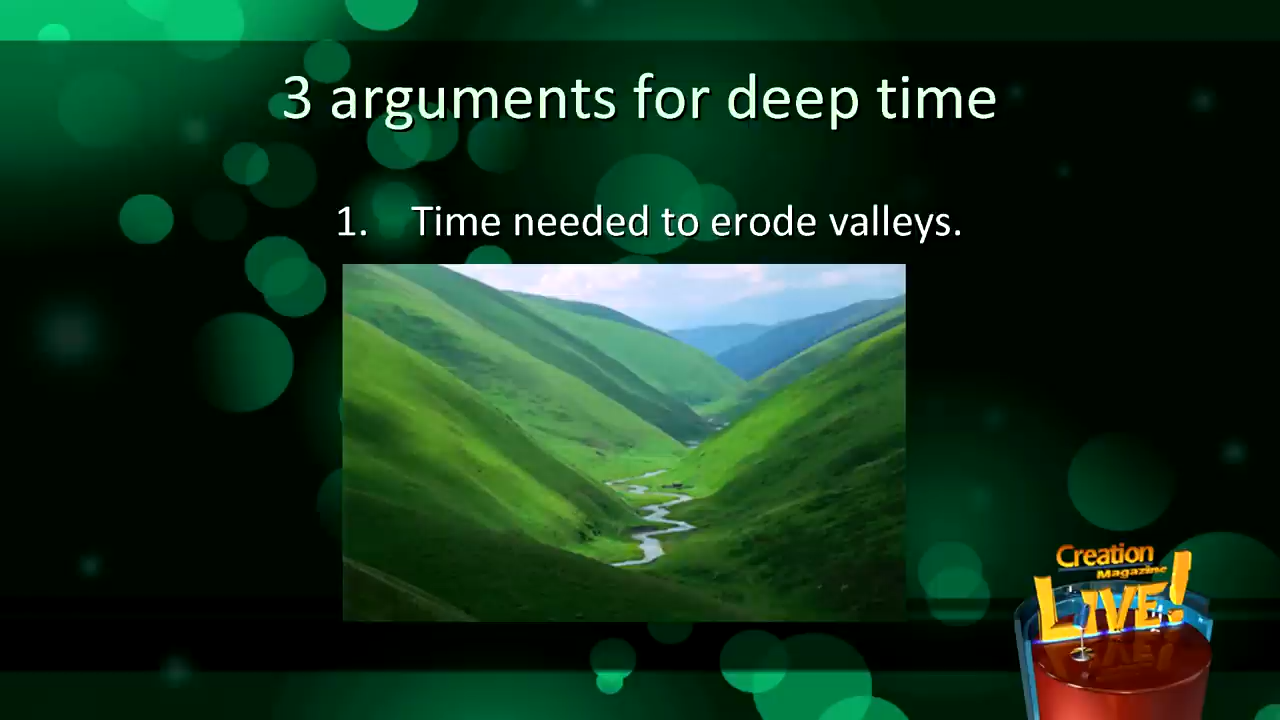 3 arguments for deep time
1. Time needed to erode valleys.
Creation
Magazine
LIVE!